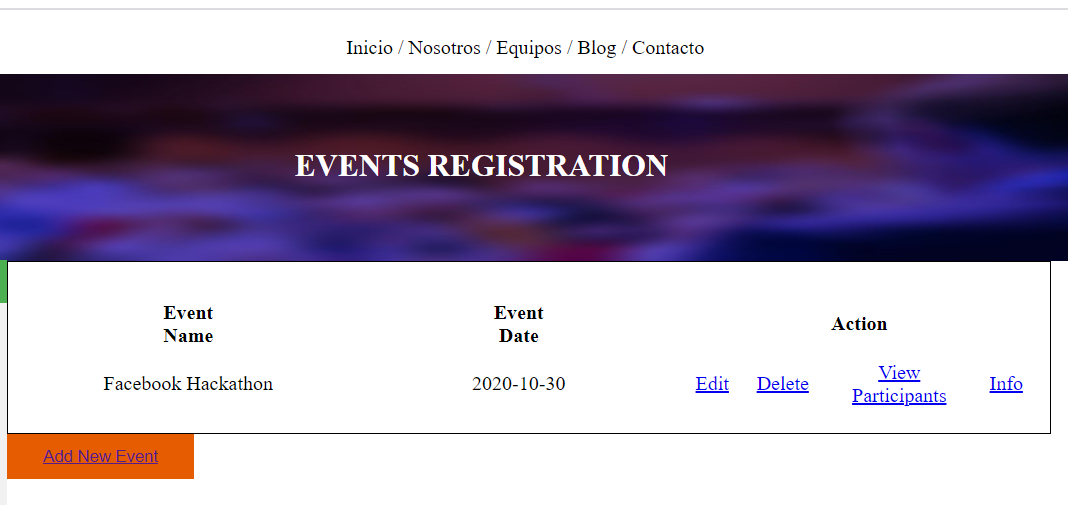 Inicio / Nosotros / Equipos / Blog / Contacto
EVENTS REGISTRATION
Event
Name
Event
Date
Action
Facebook Hackathon
2020-10-30
Edit
Delete
View
Participants
Info
Add New Event